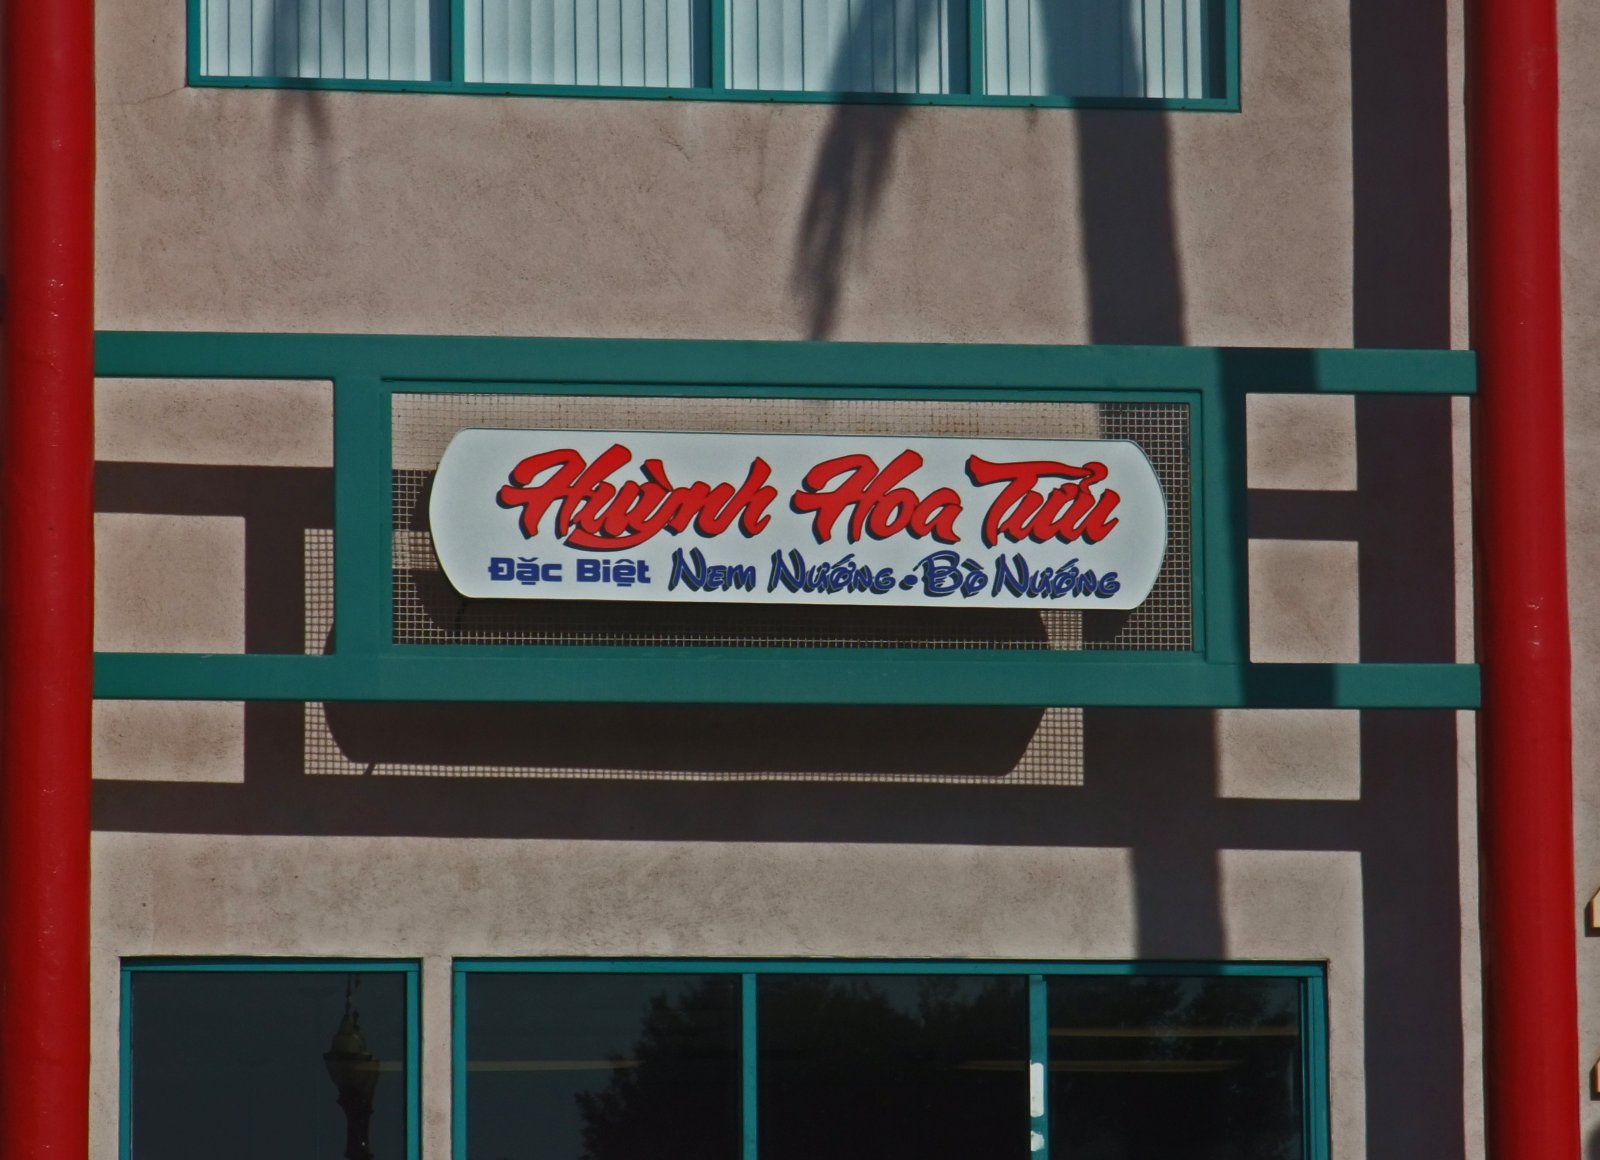 Huỳnh Hoa Tửu
Đặc Biệt Nem Nướng • Bò Nướng